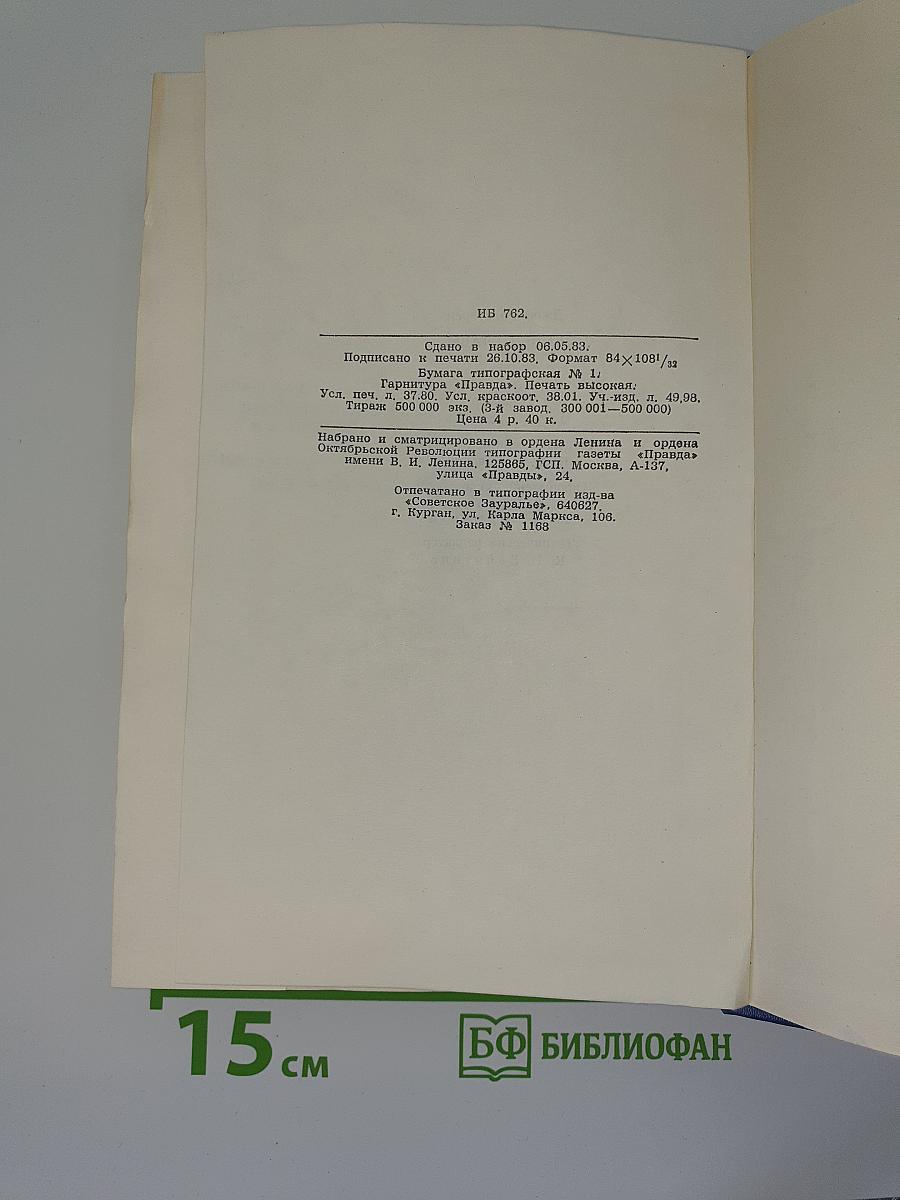 ИБ 762.
Сдано в набор 06.05.83.
Подписано к печати 26.10.83. Формат 84×108¹/₃₂
Бумага типографская № 1.
Гарнитура «Правда». Печать высокая.
Усл. печ. л. 37.80. Усл. краскоот. 38.01. Уч.-изд. л. 49,98.
Тираж 500 000 экз. (3-й завод. 300 001—500 000)
Цена 4 р. 40 к.
Набрано и сматрицировано в ордена Ленина и ордена
Октябрьской Революции типографии газеты «Правда»
имени В. И. Ленина. 125865, ГСП. Москва, А-137,
улица «Правды», 24.
Отпечатано в типографии изд-ва
«Советское Зауралье», 640627.
г. Курган, ул. Карла Маркса, 106.
Заказ № 1168
15 см
БФ БИБЛИОФАН